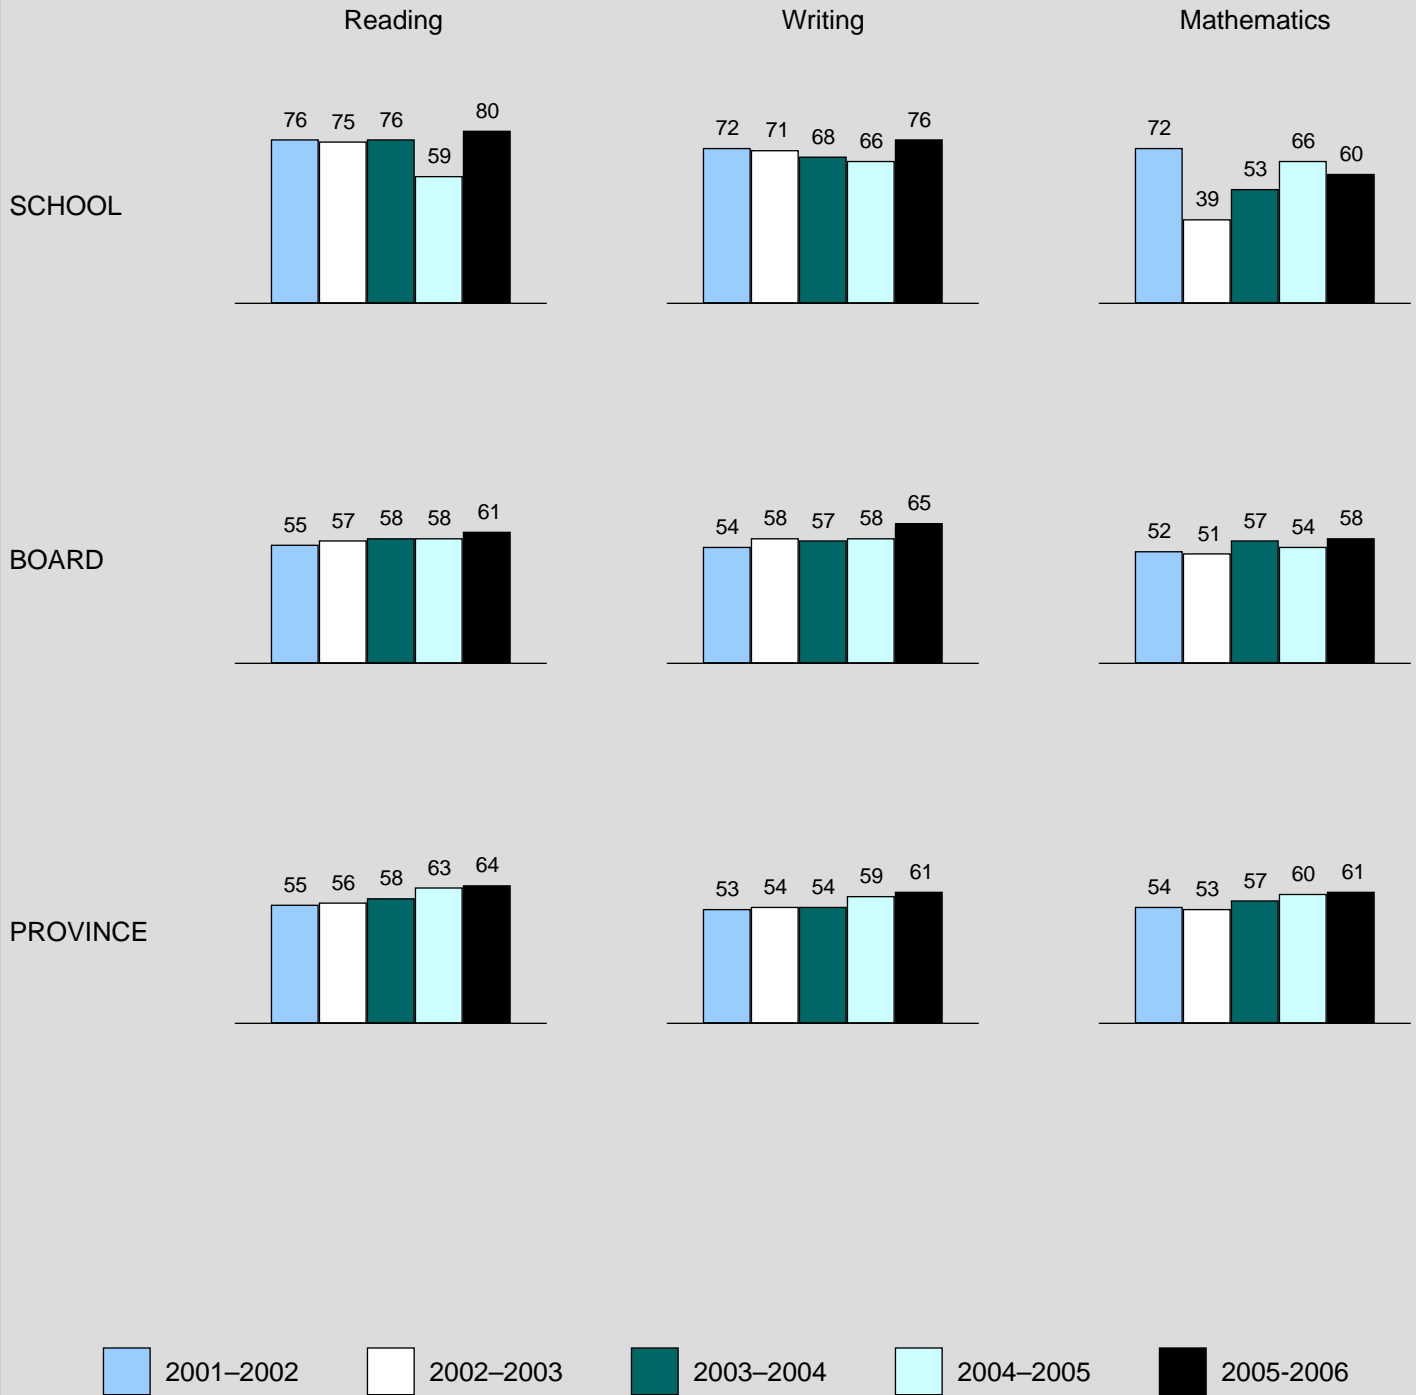 Reading Writing Mathematics
SCHOOL
76 75 76 59 80
72 71 68 66 76
72 39 53 66 60
BOARD
55 57 58 58 61
54 58 57 58 65
52 51 57 54 58
PROVINCE
55 56 58 63 64
53 54 54 59 61
54 53 57 60 61
2001–2002 2002–2003 2003–2004 2004–2005 2005-2006